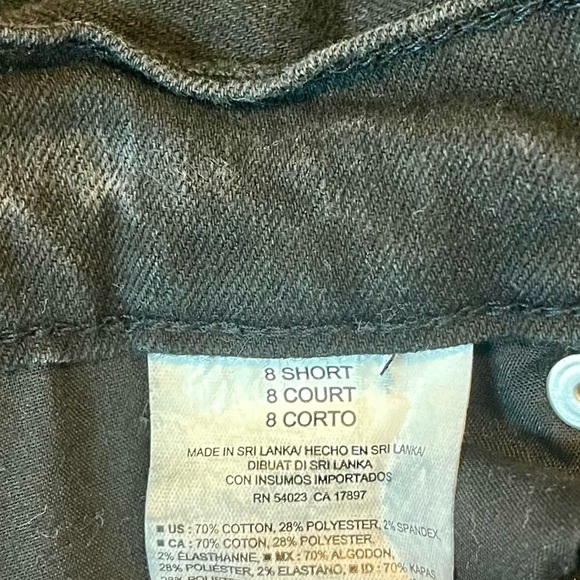 8 SHORT
8 COURT
8 CORTO
MADE IN SRI LANKA/ HECHO EN SRI LANKA/
DIBUAT DI SRI LANKA
CON INSUMOS IMPORTADOS
RN 54023 CA 17897
■ US : 70% COTTON, 28% POLYESTER, 2% SPANDEX
■ CA : 70% COTON, 28% POLYESTER,
2% ÉLASTHANNE, ■ MX : 70% ALGODON,
28% POLIÉSTER, 2% ELASTANO, ■ ID : 70% KAPAS